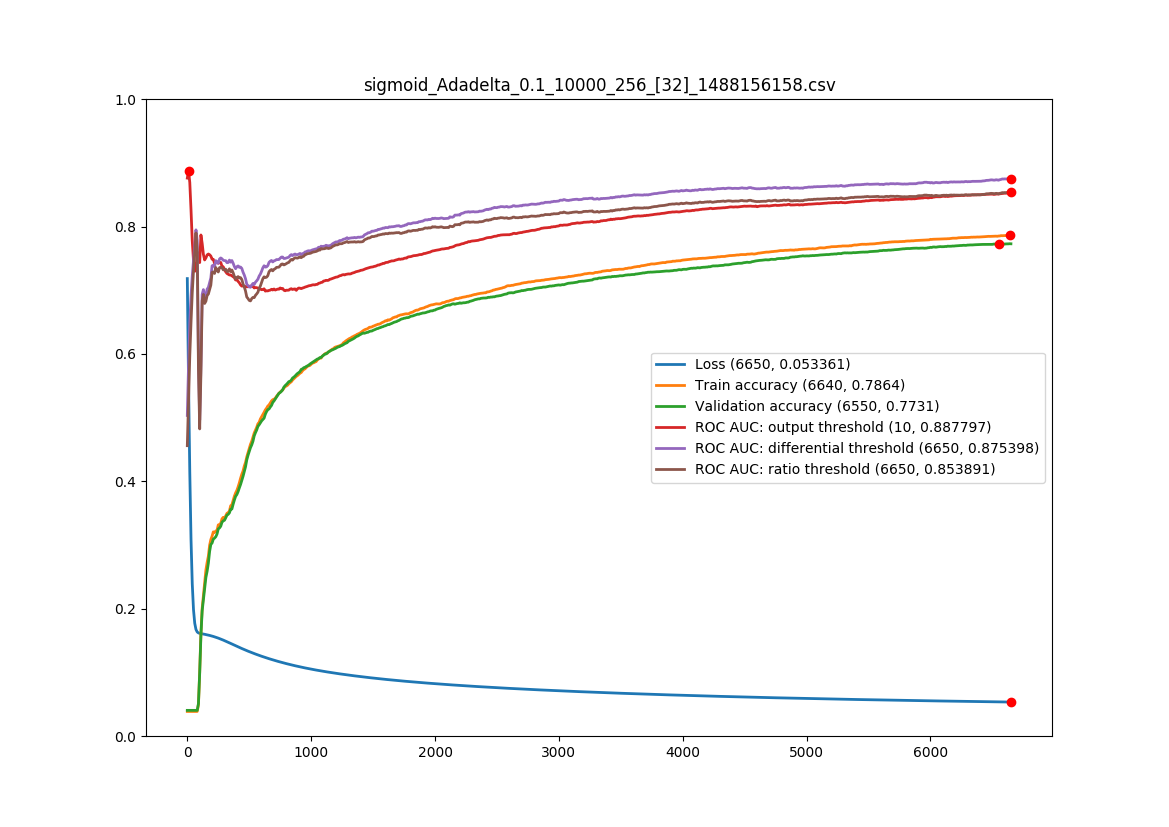 sigmoid_Adadelta_0.1_10000_256_[32]_1488156158.csv
1.0
0.8
0.6
0.4
0.2
0.0
Loss (6650, 0.053361)
Train accuracy (6640, 0.7864)
Validation accuracy (6550, 0.7731)
ROC AUC: output threshold (10, 0.887797)
ROC AUC: differential threshold (6650, 0.875398)
ROC AUC: ratio threshold (6650, 0.853891)
0 1000 2000 3000 4000 5000 6000